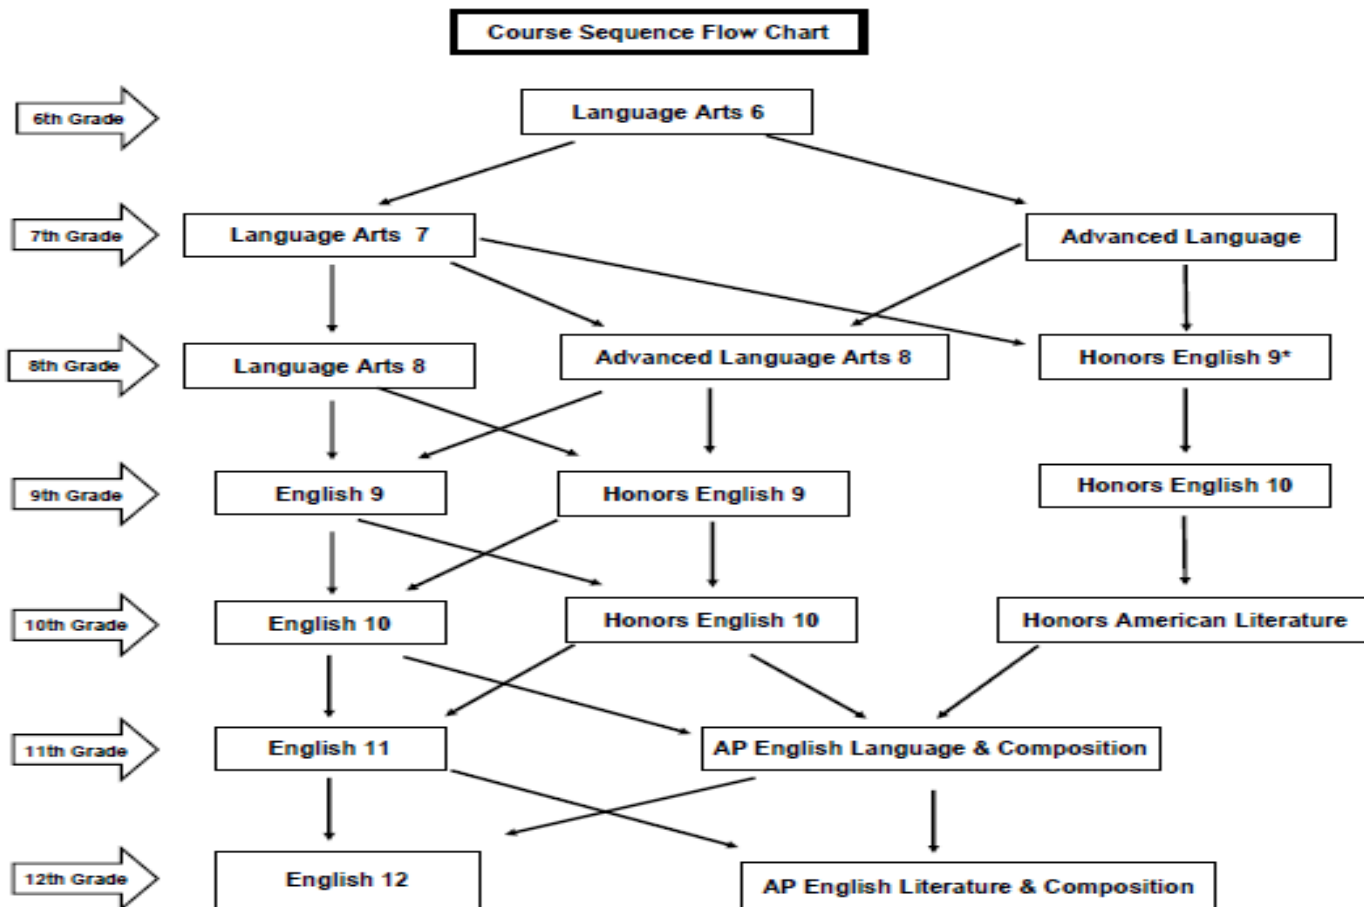 Course Sequence Flow Chart
6th Grade
Language Arts 6
7th Grade
Language Arts 7
Advanced Language
8th Grade
Language Arts 8
Advanced Language Arts 8
Honors English 9*
9th Grade
English 9
Honors English 9
Honors English 10
10th Grade
English 10
Honors English 10
Honors American Literature
11th Grade
English 11
AP English Language & Composition
12th Grade
English 12
AP English Literature & Composition